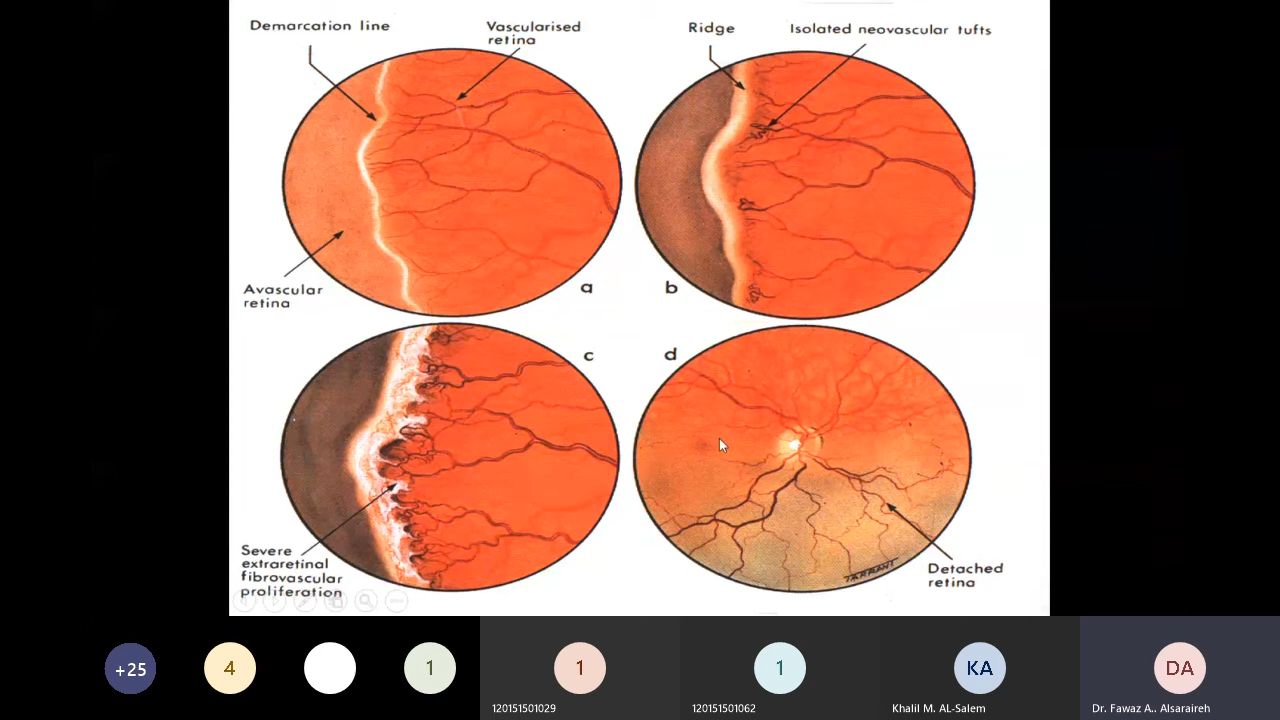 Demarcation line
Vascularised
retina
Avascular
retina
a
Ridge
Isolated neovascular tufts
b
c
Severe
extraretinal
fibrovascular
proliferation
d
Detached
retina
TARRANT
+25
4
1
1
1
KA
DA
120151501029
120151501062
Khalil M. AL-Salem
Dr. Fawaz A.. Alsaraireh